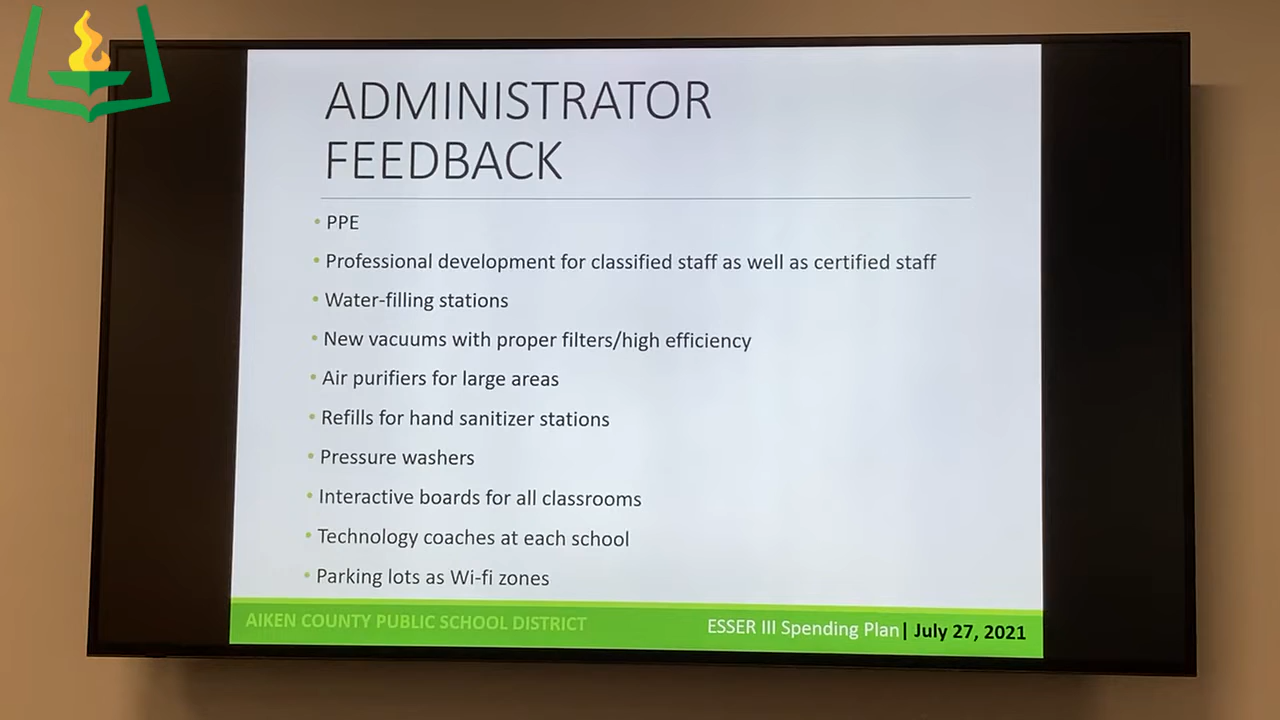 ADMINISTRATOR
FEEDBACK
• PPE
• Professional development for classified staff as well as certified staff
• Water-filling stations
• New vacuums with proper filters/high efficiency
• Air purifiers for large areas
• Refills for hand sanitizer stations
• Pressure washers
• Interactive boards for all classrooms
• Technology coaches at each school
• Parking lots as Wi-fi zones
AIKEN COUNTY PUBLIC SCHOOL DISTRICT
ESSER III Spending Plan| July 27, 2021